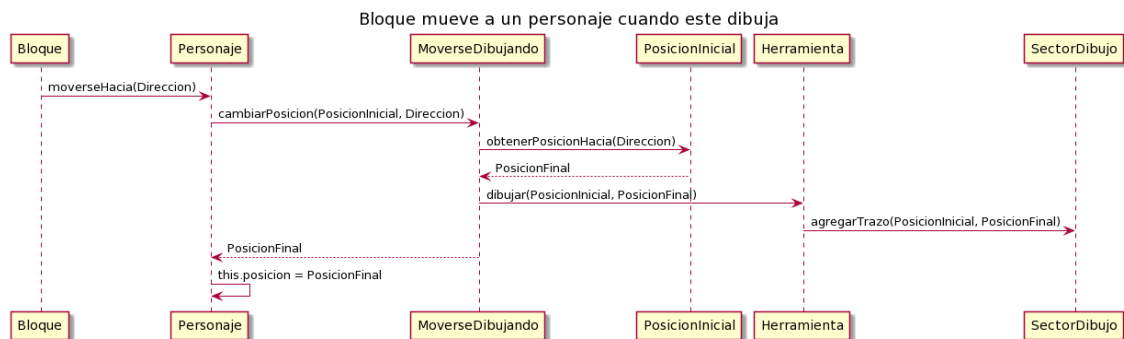 Bloque mueve a un personaje cuando este dibuja
Bloque Personaje MoverseDibujando PosicionInicial Herramienta SectorDibujo
moverseHacia(Direccion)
cambiarPosicion(PosicionInicial, Direccion)
obtenerPosicionHacia(Direccion)
PosicionFinal
dibujar(PosicionInicial, PosicionFinal)
agregarTrazo(PosicionInicial, PosicionFinal)
PosicionFinal
this.posicion = PosicionFinal
Bloque Personaje MoverseDibujando PosicionInicial Herramienta SectorDibujo